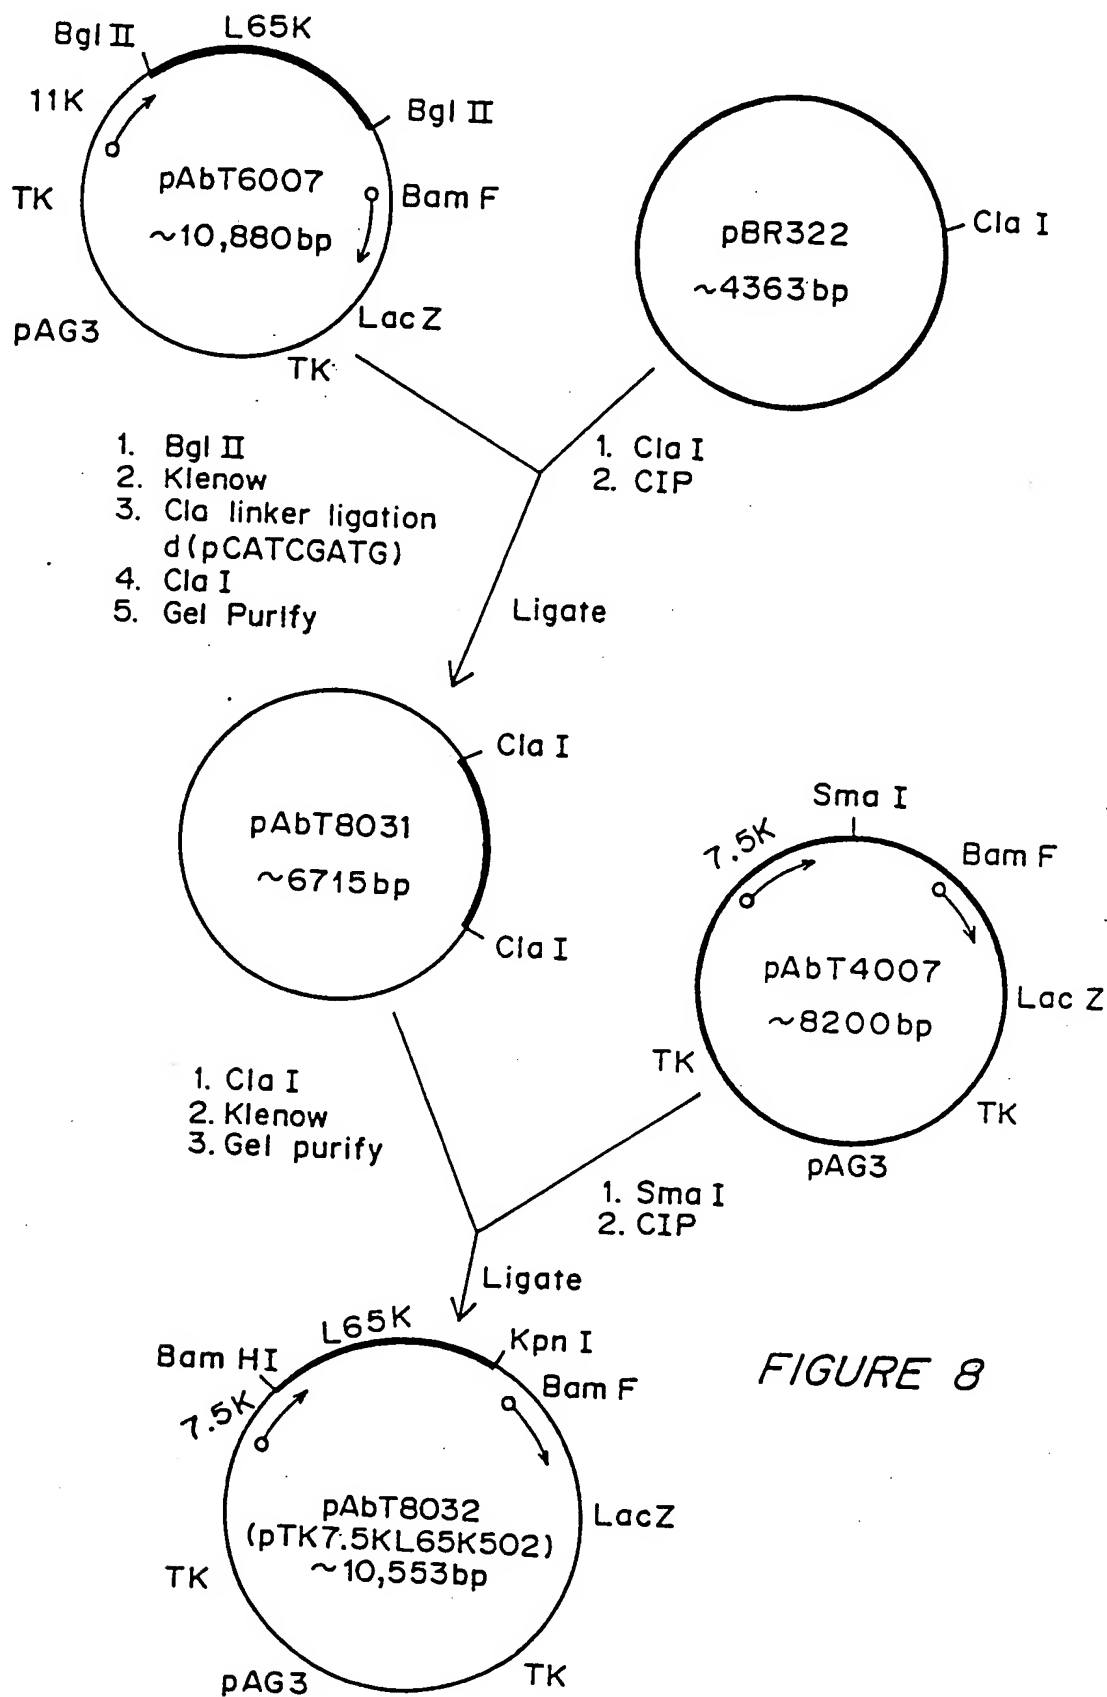 L65K
Bgl II
Bgl II
11K
pAbT6007
~10,880bp
TK
Bam F
pAG3
LacZ
TK
pBR322
~4363bp
Cla I
1. Bgl II
2. Klenow
3. Cla linker ligation
d(pCATCGATG)
4. Cla I
5. Gel Purify
1. Cla I
2. CIP
Ligate
Cla I
pAbT8031
~6715bp
Cla I
Sma I
7.5K
Bam F
pAbT4007
~8200bp
Lac Z
TK
TK
pAG3
1. Cla I
2. Klenow
3. Gel purify
1. Sma I
2. CIP
Ligate
L65K
Bam HI
Kpn I
7.5K
Bam F
pAbT8032
(pTK7.5KL65K502)
~10,553bp
LacZ
TK
pAG3
TK
FIGURE 8